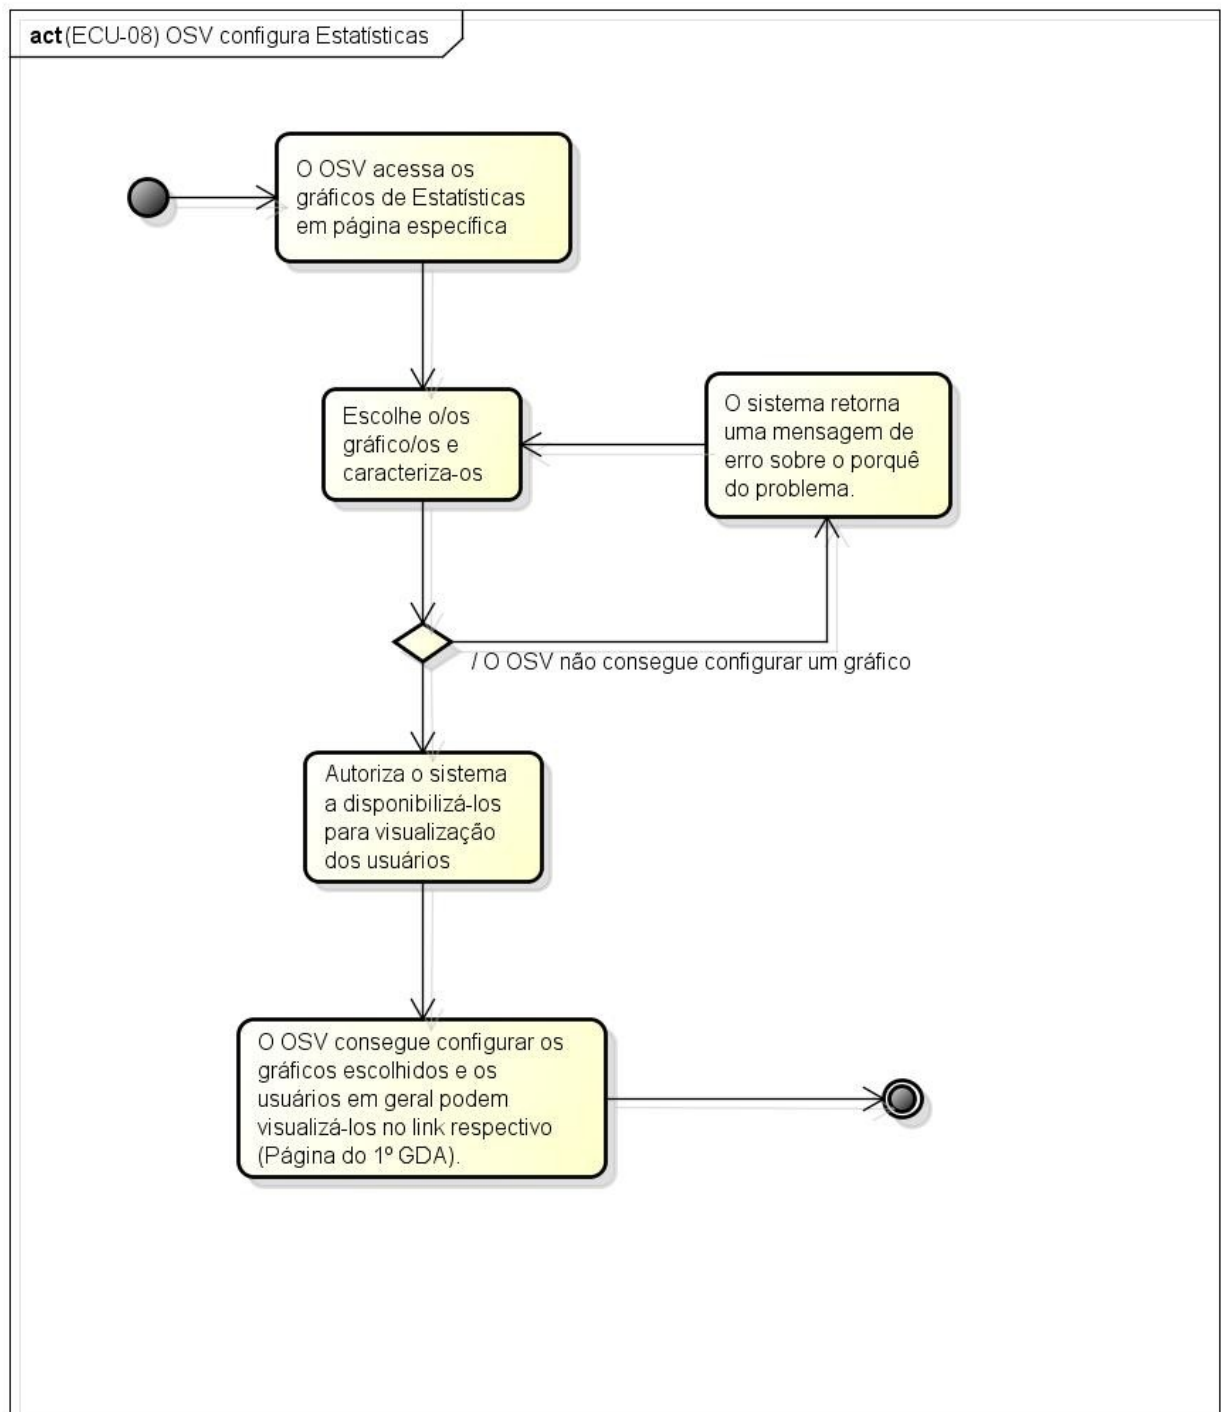 act (ECU-08) OSV configura Estatísticas
O OSV acessa os
gráficos de Estatísticas
em página específica
Escolhe o/os
gráfico/os e
caracteriza-os
O sistema retorna
uma mensagem de
erro sobre o porquê
do problema.
/ O OSV não consegue configurar um gráfico
Autoriza o sistema
a disponibilizá-los
para visualização
dos usuários
O OSV consegue configurar os
gráficos escolhidos e os
usuários em geral podem
visualizá-los no link respectivo
(Página do 1º GDA).